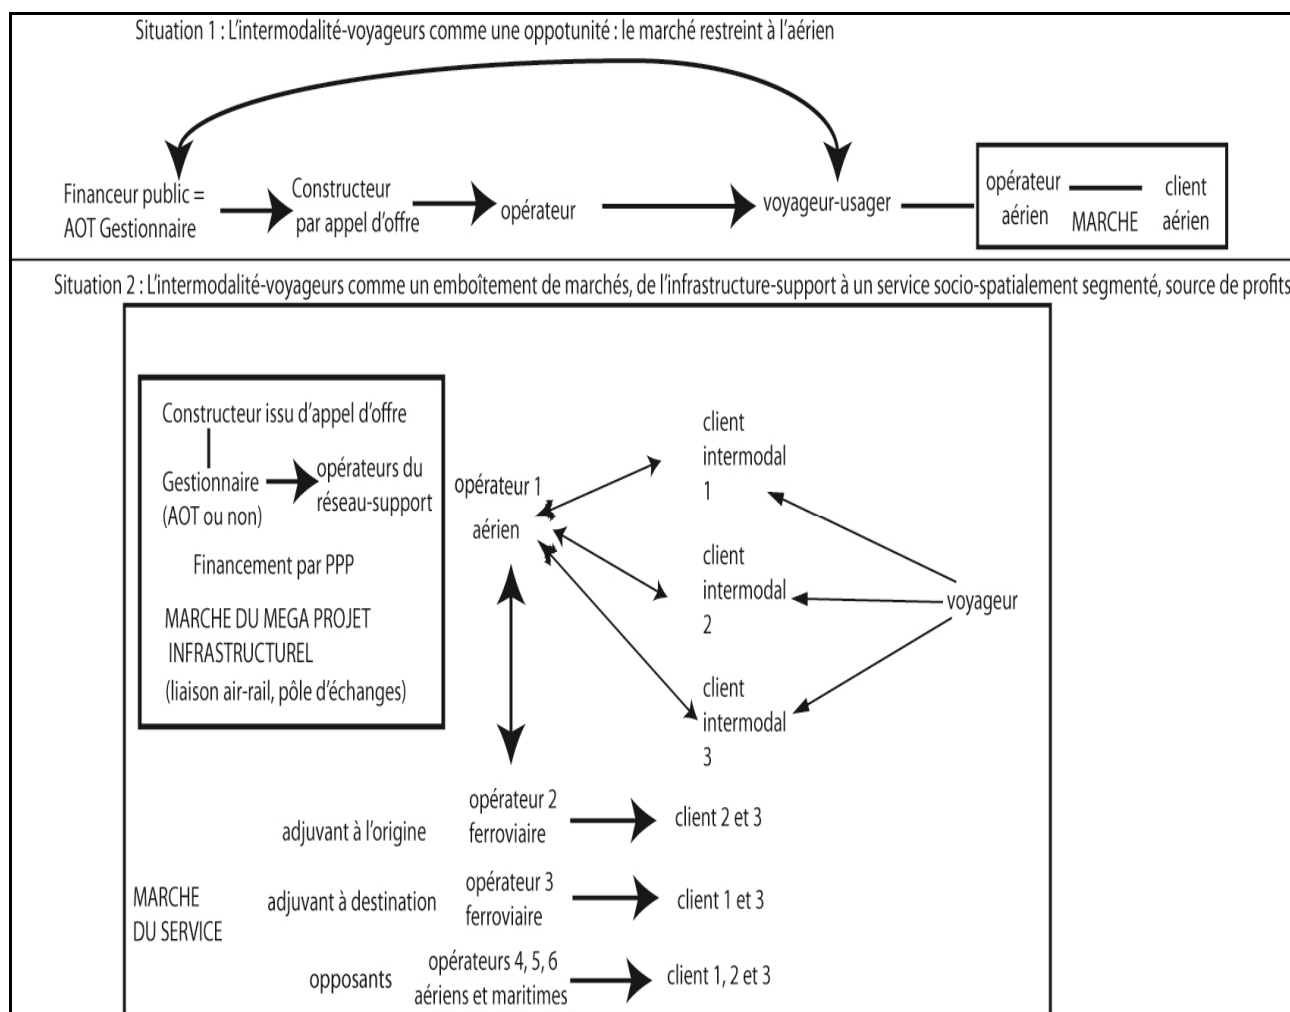 Situation 1 : L'intermodalité-voyageurs comme une oppotunité : le marché restreint à l'aérien
Financeur public =
AOT Gestionnaire
Constructeur
par appel d'offre
opérateur
voyageur-usager
opérateur
aérien
MARCHE
client
aérien
Situation 2 : L'intermodalité-voyageurs comme un emboîtement de marchés, de l'infrastructure-support à un service socio-spatialement segmenté, source de profits
Constructeur issu d'appel d'offre
Gestionnaire
(AOT ou non)
opérateurs du
réseau-support
Financement par PPP
MARCHE DU MEGA PROJET
INFRASTRUCTUREL
(liaison air-rail, pôle d'échanges)
opérateur 1
aérien
client
intermodal
1
client
intermodal
2
client
intermodal
3
voyageur
adjuvant à l'origine
opérateur 2
ferroviaire
client 2 et 3
MARCHE
DU SERVICE
adjuvant à destination
opérateur 3
ferroviaire
client 1 et 3
opposants
opérateurs 4, 5, 6
aériens et maritimes
client 1, 2 et 3